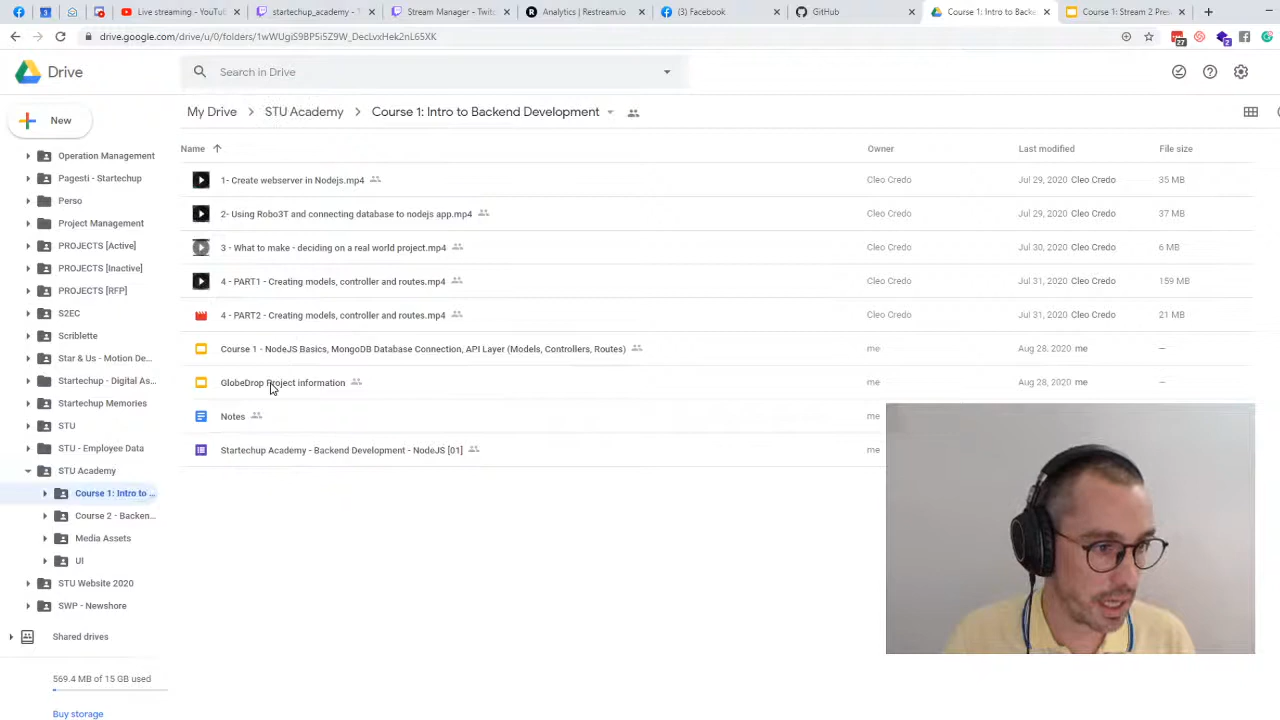 Live streaming - YouT
startechup_academy - T
Stream Manager - Twitc
Analytics | Restream.io
(3) Facebook
GitHub
Course 1: Intro to Backe
Course 1: Stream 2 Pres
drive.google.com/drive/u/0/folders/1wWUgiS9BP5i5Z9W_DecLvxHek2nL65XK
27
2
Drive
Search in Drive
New
My Drive > STU Academy > Course 1: Intro to Backend Development
Name
Owner
Last modified
File size
1- Create webserver in Nodejs.mp4
Cleo Credo
Jul 29, 2020 Cleo Credo
35 MB
2- Using Robo3T and connecting database to nodejs app.mp4
Cleo Credo
Jul 29, 2020 Cleo Credo
37 MB
3 - What to make - deciding on a real world project.mp4
Cleo Credo
Jul 30, 2020 Cleo Credo
6 MB
4 - PART1 - Creating models, controller and routes.mp4
Cleo Credo
Jul 31, 2020 Cleo Credo
159 MB
4 - PART2 - Creating models, controller and routes.mp4
Cleo Credo
Jul 31, 2020 Cleo Credo
21 MB
Course 1 - NodeJS Basics, MongoDB Database Connection, API Layer (Models, Controllers, Routes)
me
Aug 28, 2020 me
—
GlobeDrop Project information
me
Aug 28, 2020 me
—
Notes
me
Startechup Academy - Backend Development - NodeJS [01]
me
Operation Management
Pagesti - Startechup
Perso
Project Management
PROJECTS [Active]
PROJECTS [Inactive]
PROJECTS [RFP]
S2EC
Scriblette
Star & Us - Motion De...
Startechup - Digital As...
Startechup Memories
STU
STU - Employee Data
STU Academy
Course 1: Intro to ...
Course 2 - Backen...
Media Assets
UI
STU Website 2020
SWP - Newshore
Shared drives
569.4 MB of 15 GB used
Buy storage